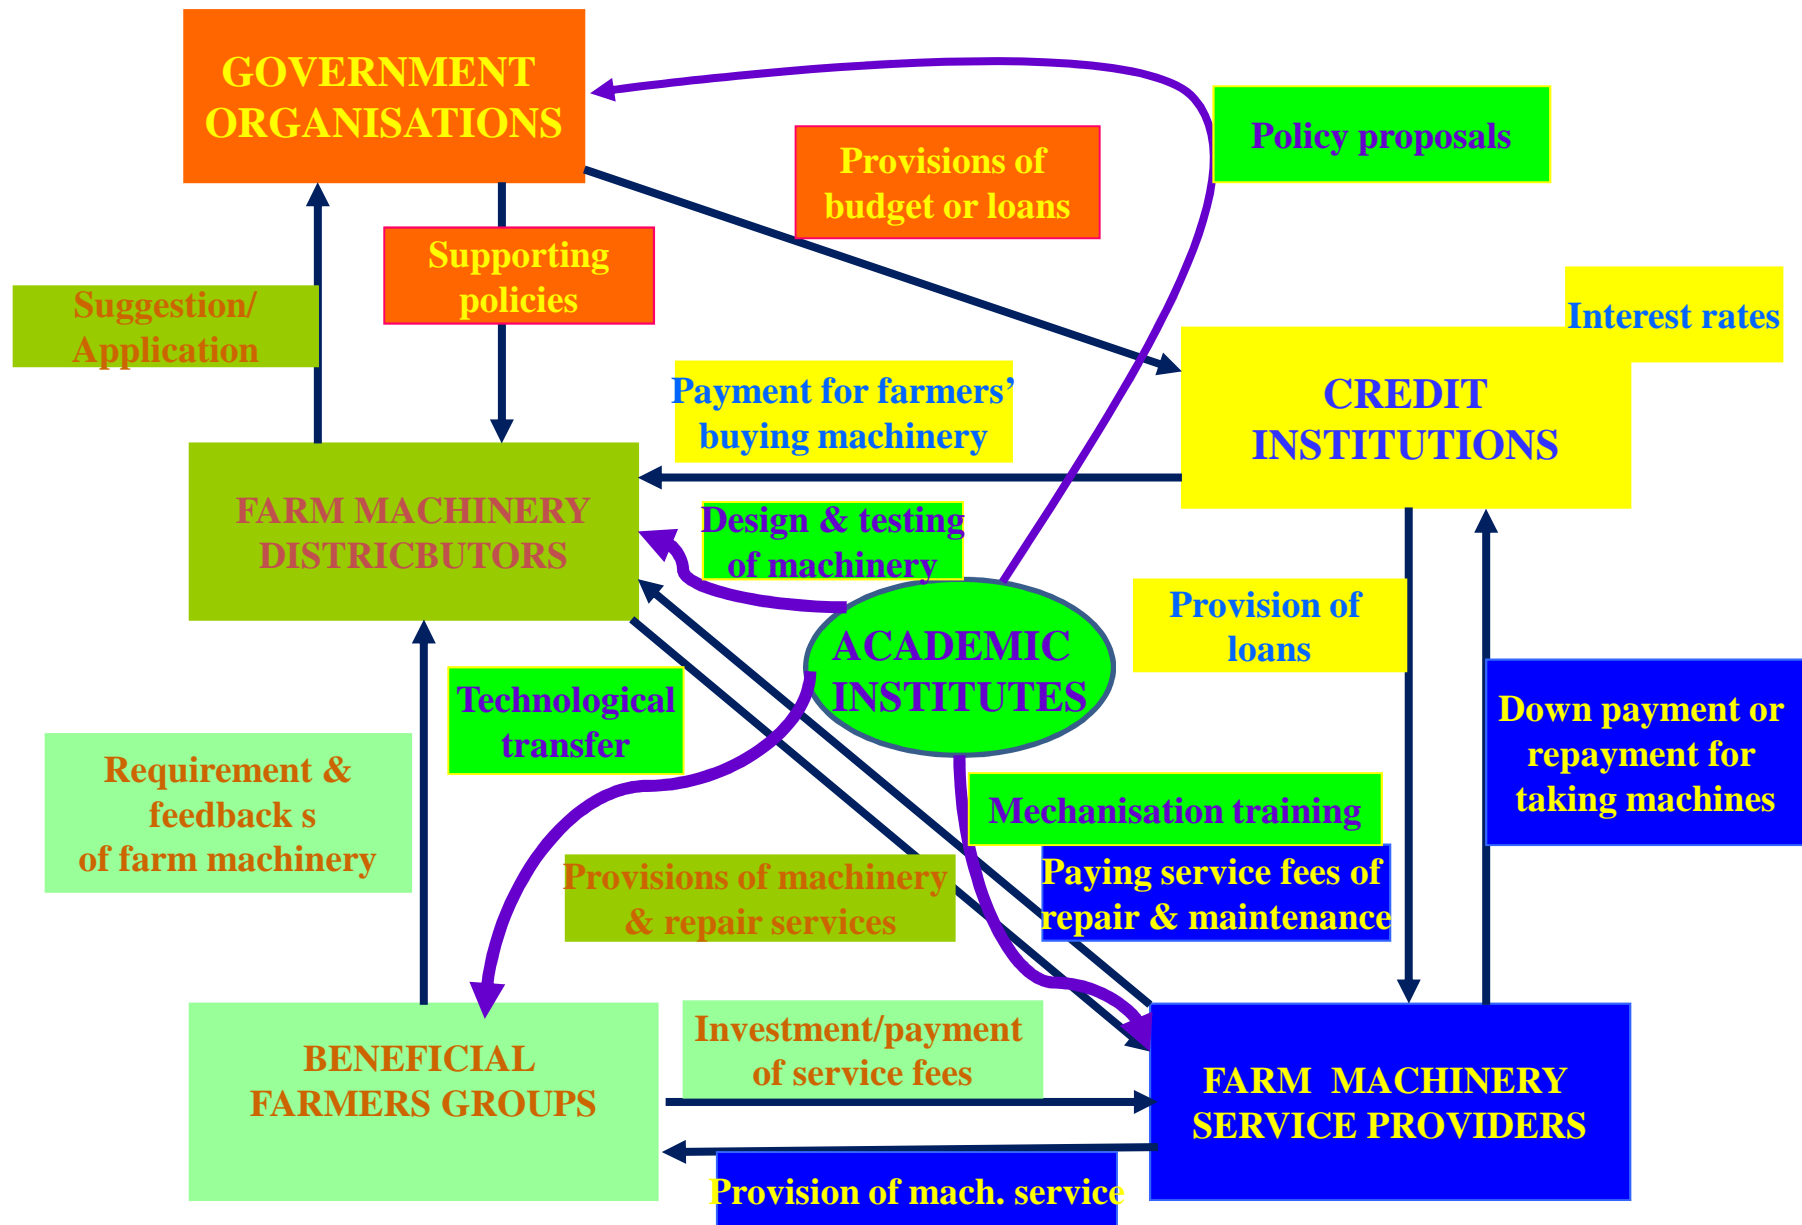 GOVERNMENT
ORGANISATIONS
Policy proposals
Provisions of
budget or loans
Supporting
policies
Suggestion/
Application
Interest rates
Payment for farmers’
buying machinery
CREDIT
INSTITUTIONS
FARM MACHINERY
DISTRICBUTORS
Design & testing
of machinery
Provision of
loans
ACADEMIC
INSTITUTES
Technological
transfer
Down payment or
repayment for
taking machines
Requirement &
feedback s
of farm machinery
Mechanisation training
Provisions of machinery
& repair services
Paying service fees of
repair & maintenance
Investment/payment
of service fees
BENEFICIAL
FARMERS GROUPS
FARM MACHINERY
SERVICE PROVIDERS
Provision of mach. service